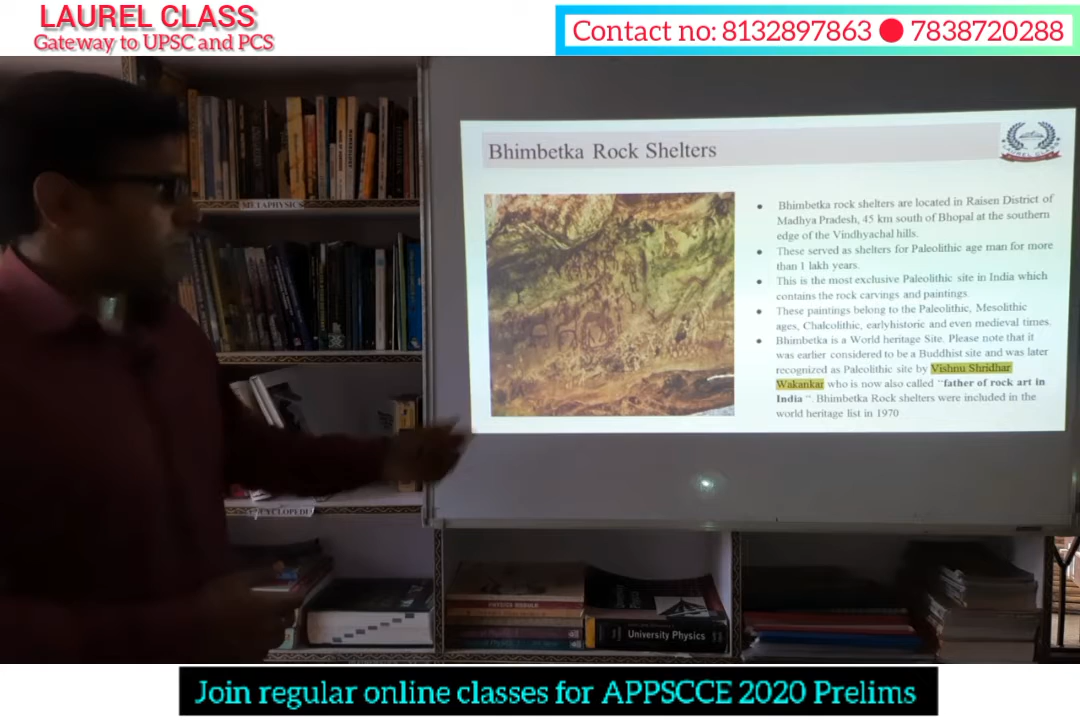 LAUREL CLASS
Gateway to UPSC and PCS
Contact no: 8132897863 🔴 7838720288
METAPHYSICS
Bhimbetka Rock Shelters
LAUREL CLASS
• Bhimbetka rock shelters are located in Raisen District of
Madhya Pradesh, 45 km south of Bhopal at the southern
edge of the Vindhyachal hills.
• These served as shelters for Paleolithic age man for more
than 1 lakh years.
• This is the most exclusive Paleolithic site in India which
contains the rock carvings and paintings.
• These paintings belong to the Paleolithic, Mesolithic
ages, Chalcolithic, earlyhistoric and even medieval times.
• Bhimbetka is a World heritage Site. Please note that it
was earlier considered to be a Buddhist site and was later
recognized as Paleolithic site by Vishnu Shridhar
Wakankar who is now also called "father of rock art in
India ". Bhimbetka Rock shelters were included in the
world heritage list in 1970
University Physics
Join regular online classes for APPSCCE 2020 Prelims